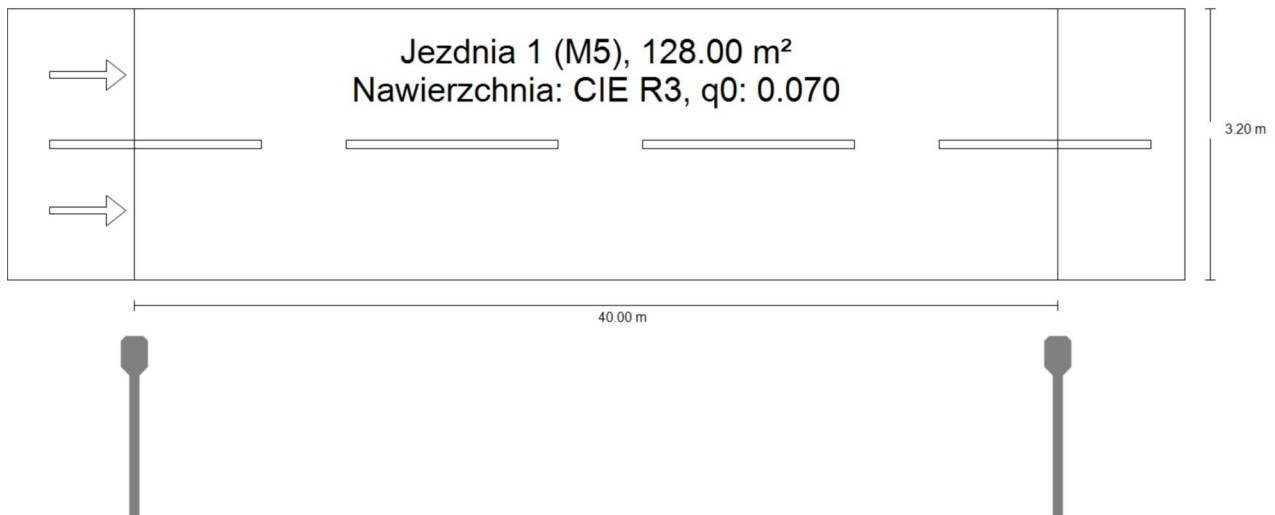 Jezdnia 1 (M5), 128.00 m²
Nawierzchnia: CIE R3, q0: 0.070
3.20 m
40.00 m